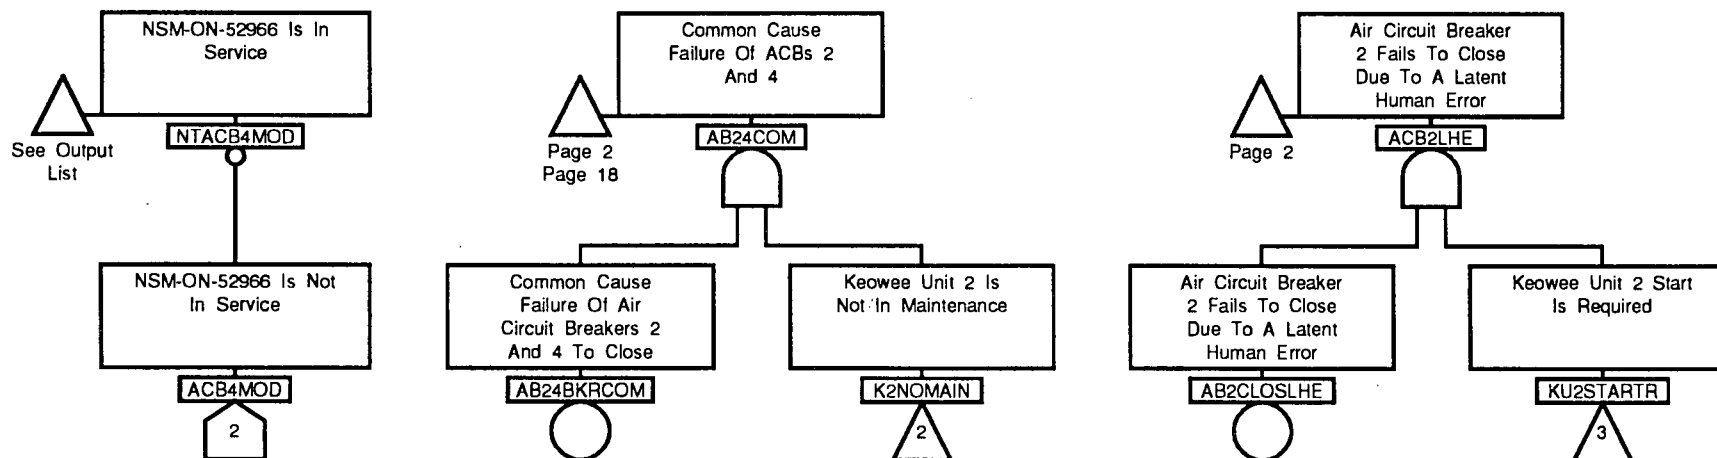 NSM-ON-52966 Is In
Service
See Output
List
NTACB4MOD
NSM-ON-52966 Is Not
In Service
ACB4MOD
2
Common Cause
Failure Of ACBs 2
And 4
Page 2
Page 18
AB24COM
Common Cause
Failure Of Air
Circuit Breakers 2
And 4 To Close
AB24BKRCOM
Keowee Unit 2 Is
Not In Maintenance
K2NOMAIN
2
Air Circuit Breaker
2 Fails To Close
Due To A Latent
Human Error
Page 2
ACB2LHE
Air Circuit Breaker
2 Fails To Close
Due To A Latent
Human Error
AB2CLOSLHE
Keowee Unit 2 Start
Is Required
KU2STARTR
3